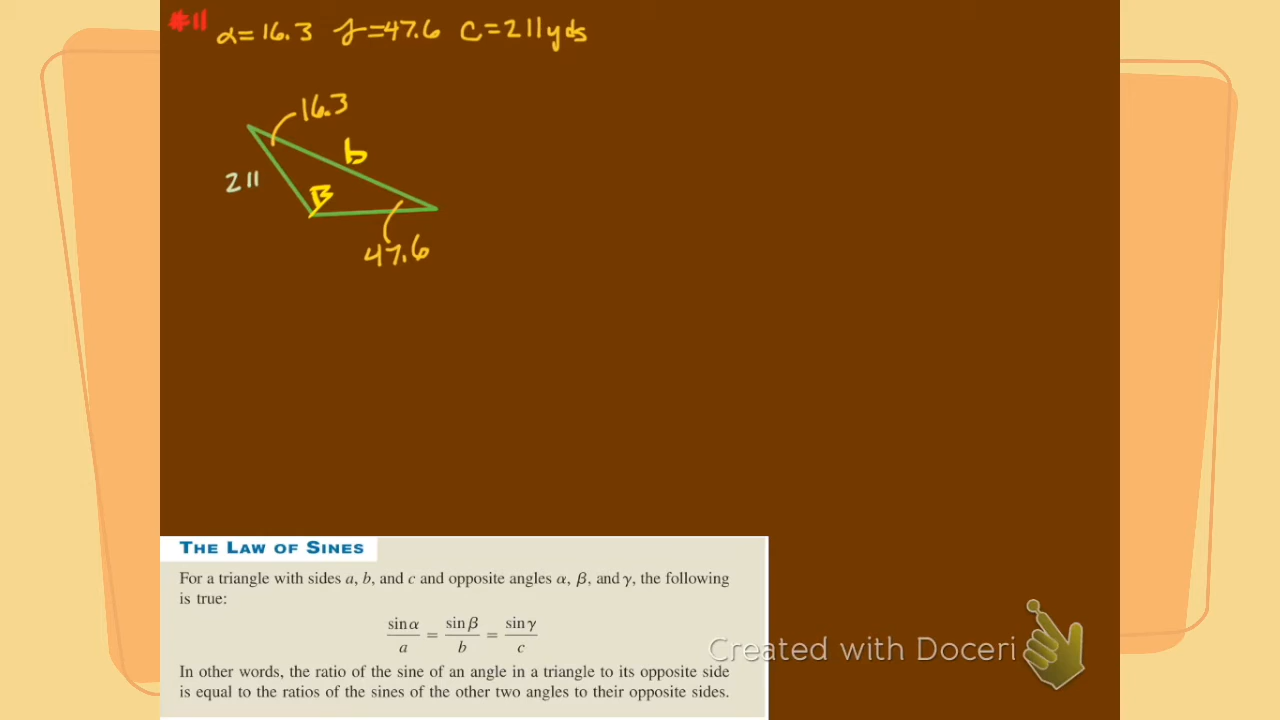 #11 α=16.3 γ=47.6 C=211yds
16.3
b
211
B
47.6
THE LAW OF SINES
For a triangle with sides a, b, and c and opposite angles α, β, and γ, the following
is true:
sin α / a = sin β / b = sin γ / c
In other words, the ratio of the sine of an angle in a triangle to its opposite side
is equal to the ratios of the sines of the other two angles to their opposite sides.
Created with Doceri